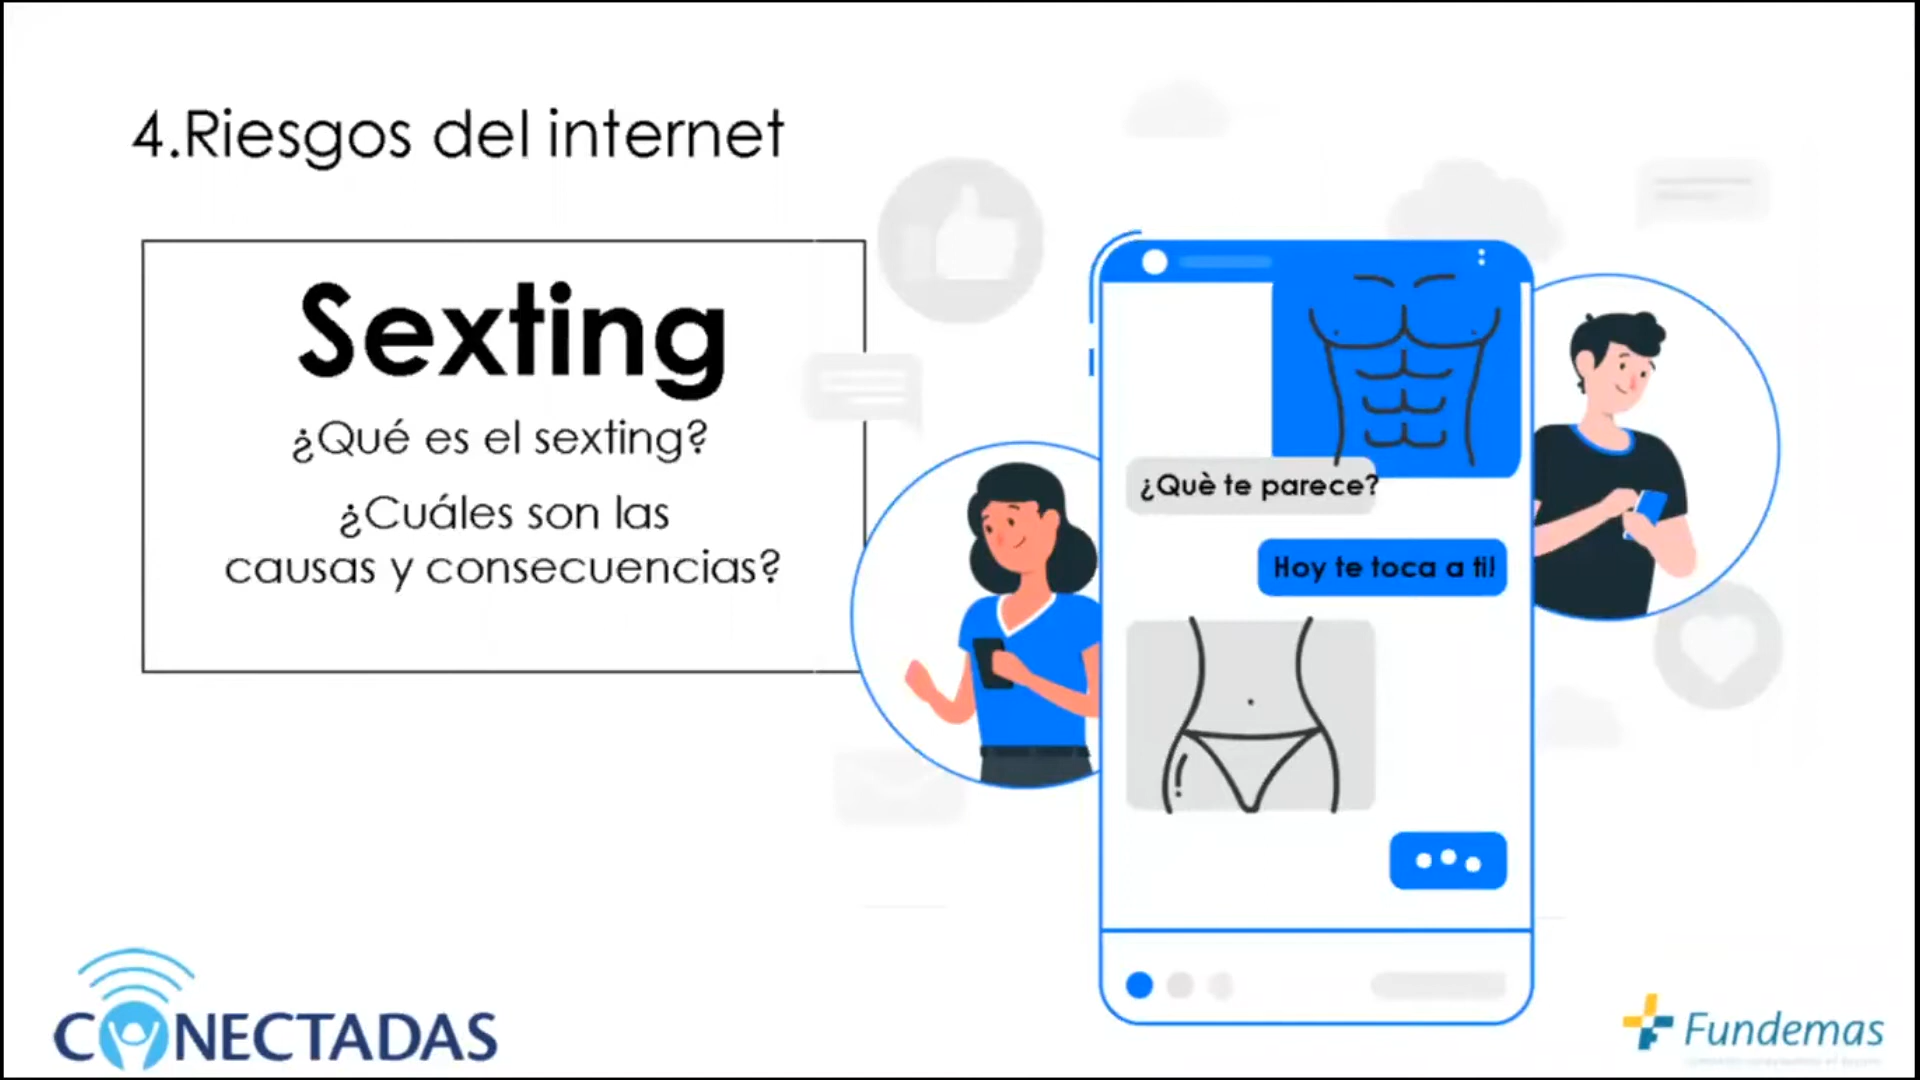 4.Riesgos del internet
Sexting
¿Qué es el sexting?
¿Cuáles son las
causas y consecuencias?
¿Què te parece?
Hoy te toca a ti!
CONECTADAS
Fundemas